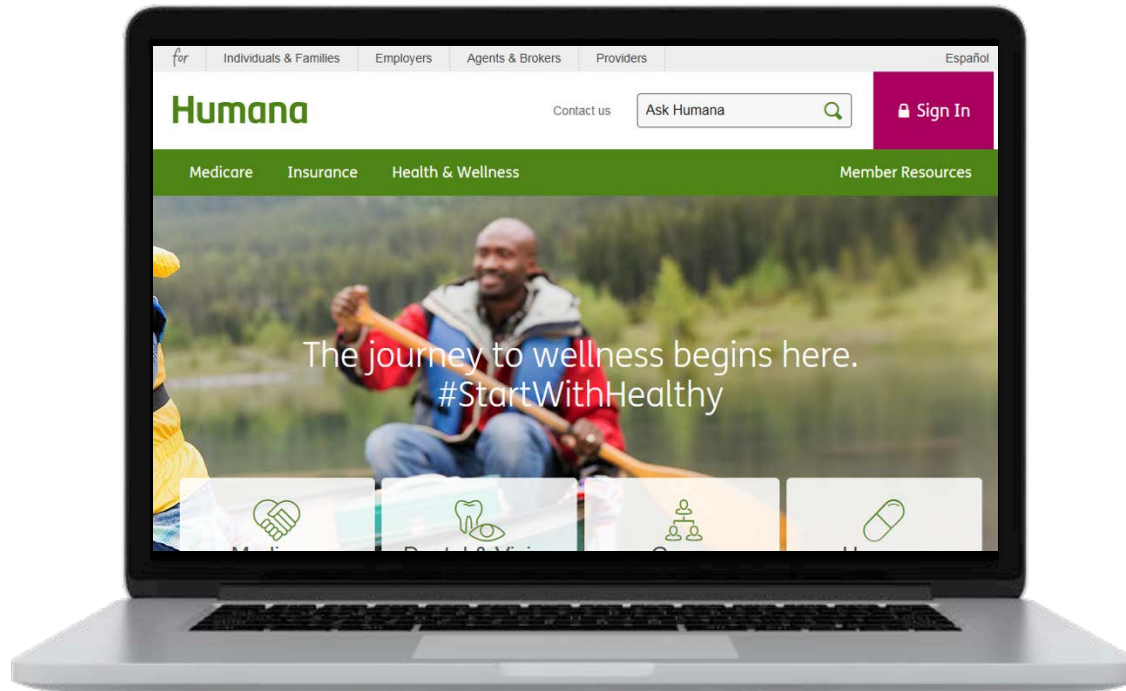 for Individuals & Families Employers Agents & Brokers Providers Español
Humana Contact us Ask Humana Sign In
Medicare Insurance Health & Wellness Member Resources
The journey to wellness begins here.
#StartWithHealthy